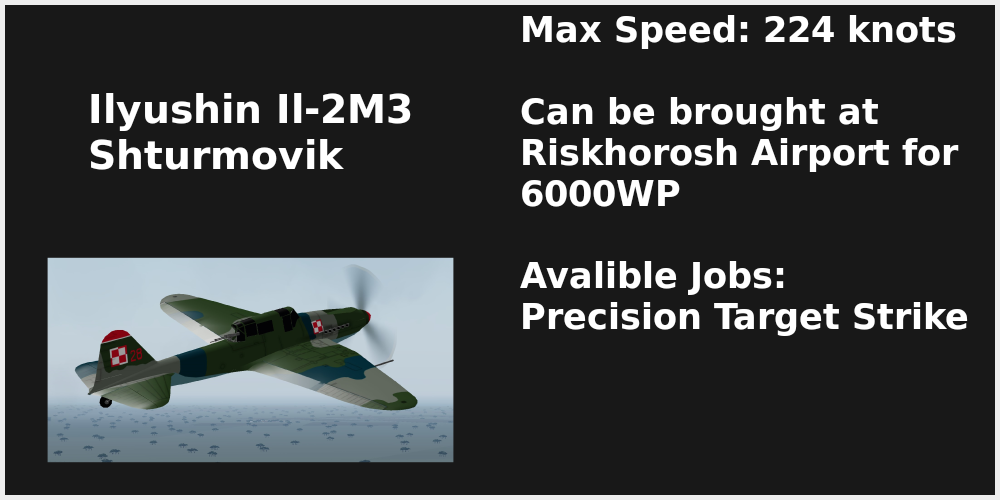 Ilyushin Il-2M3
Shturmovik
Max Speed: 224 knots
Can be brought at
Riskhorosh Airport for
6000WP
Avalible Jobs:
Precision Target Strike
28